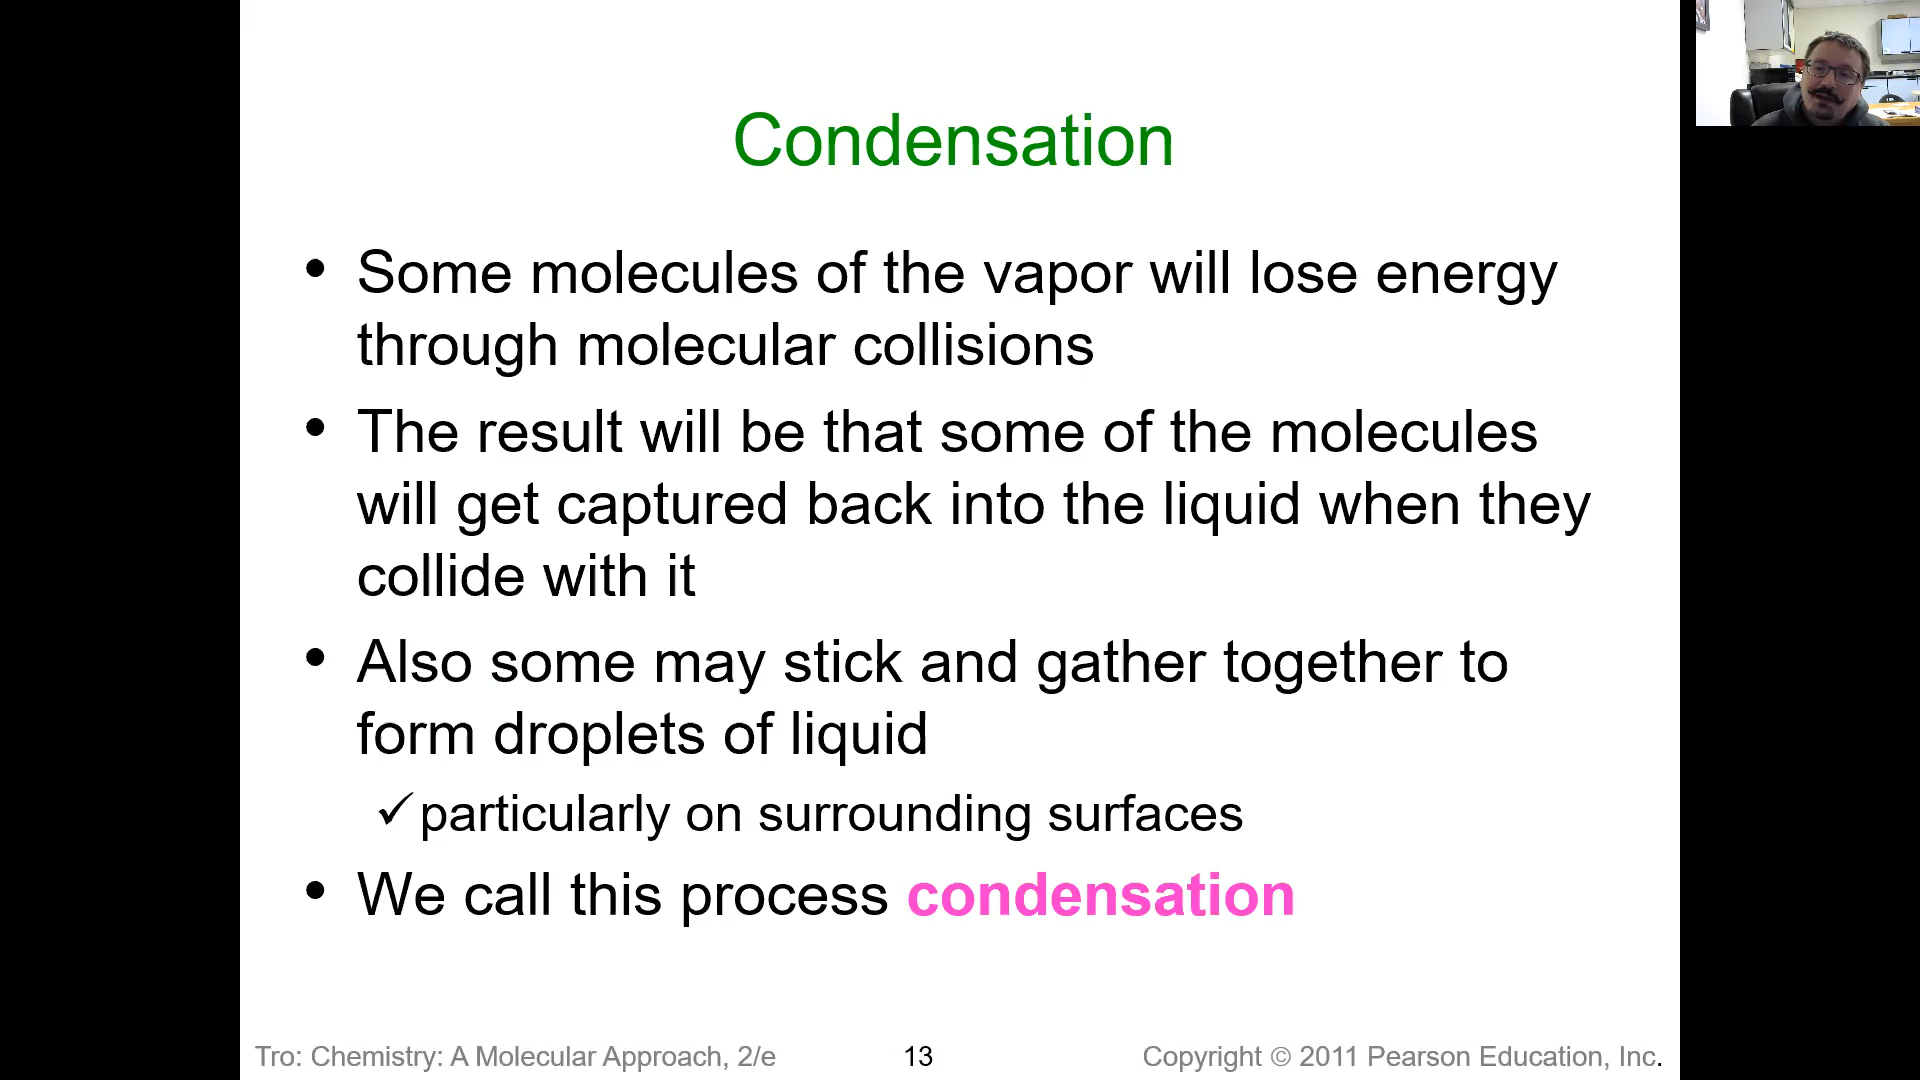 Condensation
• Some molecules of the vapor will lose energy
through molecular collisions
• The result will be that some of the molecules
will get captured back into the liquid when they
collide with it
• Also some may stick and gather together to
form droplets of liquid
✓particularly on surrounding surfaces
• We call this process condensation
Tro: Chemistry: A Molecular Approach, 2/e 13 Copyright © 2011 Pearson Education, Inc.